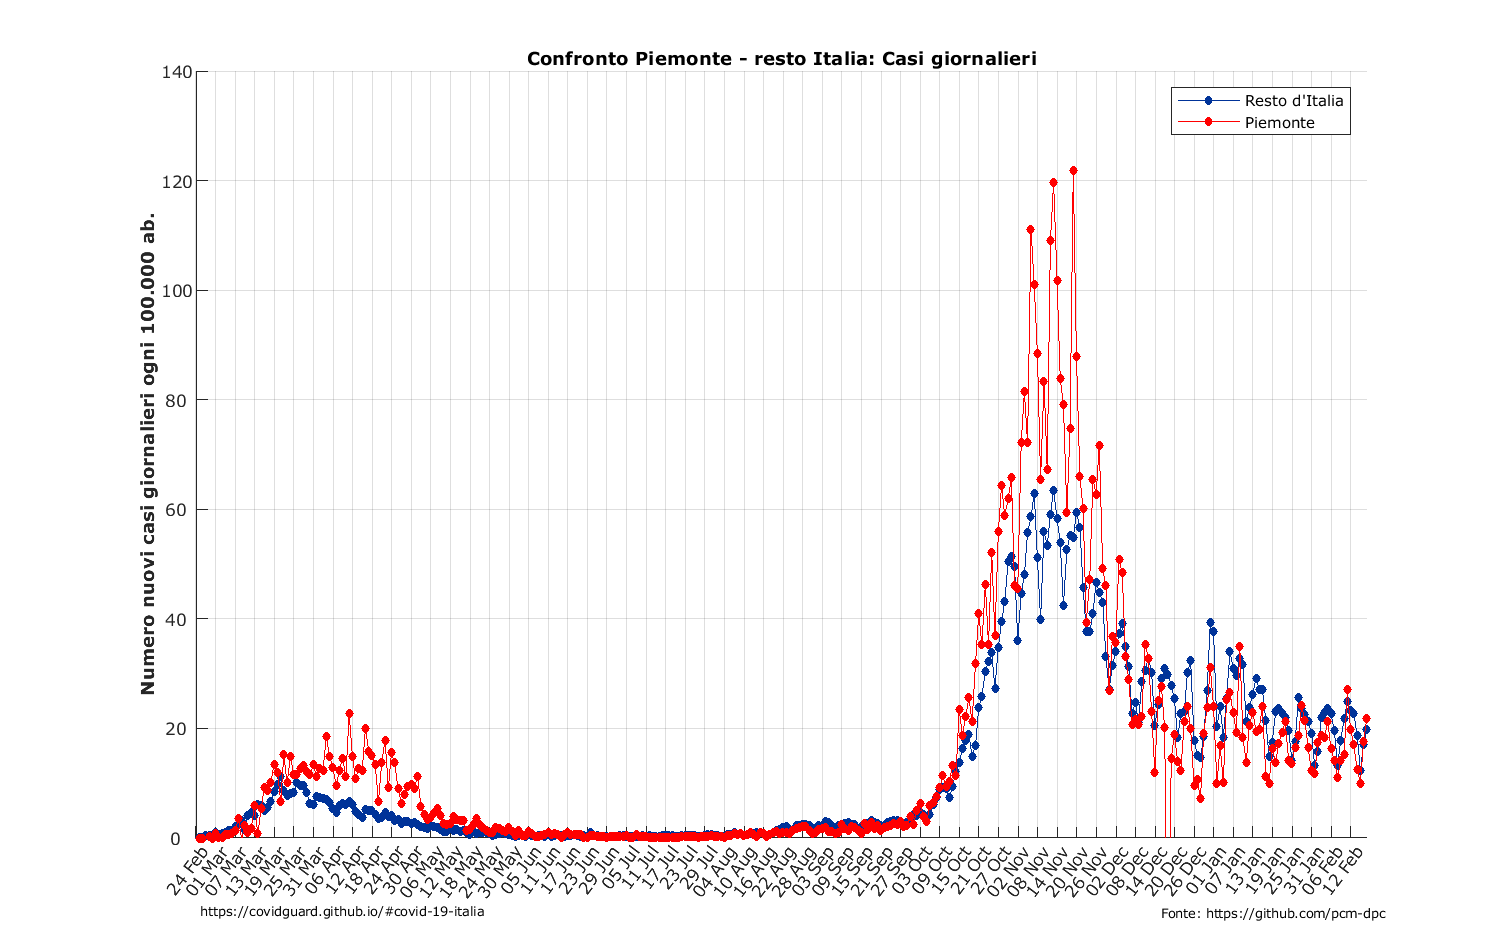 Confronto Piemonte - resto Italia: Casi giornalieri
Resto d'Italia
Piemonte
Numero nuovi casi giornalieri ogni 100.000 ab.
140
120
100
80
60
40
20
0
24 Feb
01 Mar
07 Mar
13 Mar
19 Mar
25 Mar
31 Mar
06 Apr
12 Apr
18 Apr
24 Apr
30 Apr
06 May
12 May
18 May
24 May
30 May
05 Jun
11 Jun
17 Jun
23 Jun
29 Jun
05 Jul
11 Jul
17 Jul
23 Jul
29 Jul
04 Aug
10 Aug
16 Aug
22 Aug
28 Aug
03 Sep
09 Sep
15 Sep
21 Sep
27 Sep
03 Oct
09 Oct
15 Oct
21 Oct
27 Oct
02 Nov
08 Nov
14 Nov
20 Nov
26 Nov
02 Dec
08 Dec
14 Dec
20 Dec
26 Dec
01 Jan
07 Jan
13 Jan
19 Jan
25 Jan
31 Jan
06 Feb
12 Feb
https://covidguard.github.io/#covid-19-italia
Fonte: https://github.com/pcm-dpc